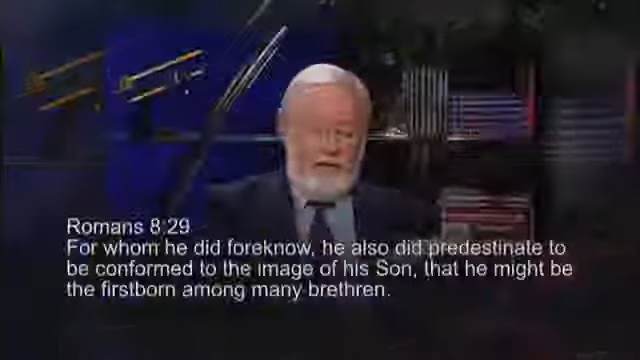 Romans 8:29
For whom he did foreknow, he also did predestinate to
be conformed to the image of his Son, that he might be
the firstborn among many brethren.